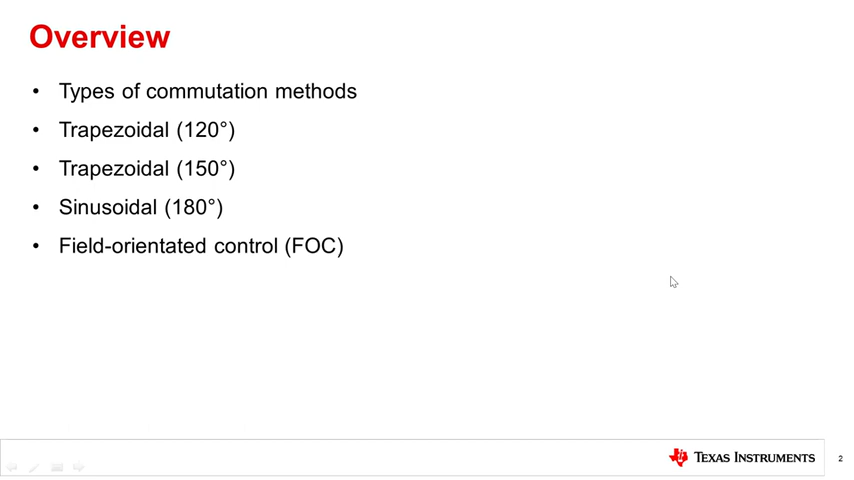 Overview
• Types of commutation methods
• Trapezoidal (120°)
• Trapezoidal (150°)
• Sinusoidal (180°)
• Field-orientated control (FOC)
TEXAS INSTRUMENTS
2